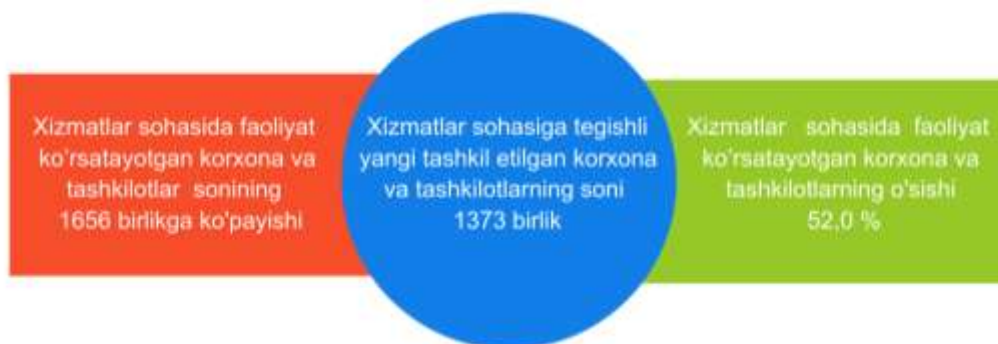 Xizmatlar sohasida faoliyat
ko'rsatayotgan korxona va
tashkilotlar sonining
1656 birlikga ko'payishi
Xizmatlar sohasiga tegishli
yangi tashkil etilgan korxona
va tashkilotlarning soni
1373 birlik
Xizmatlar sohasida faoliyat
ko'rsatayotgan korxona va
tashkilotlarning o'sishi
52,0 %